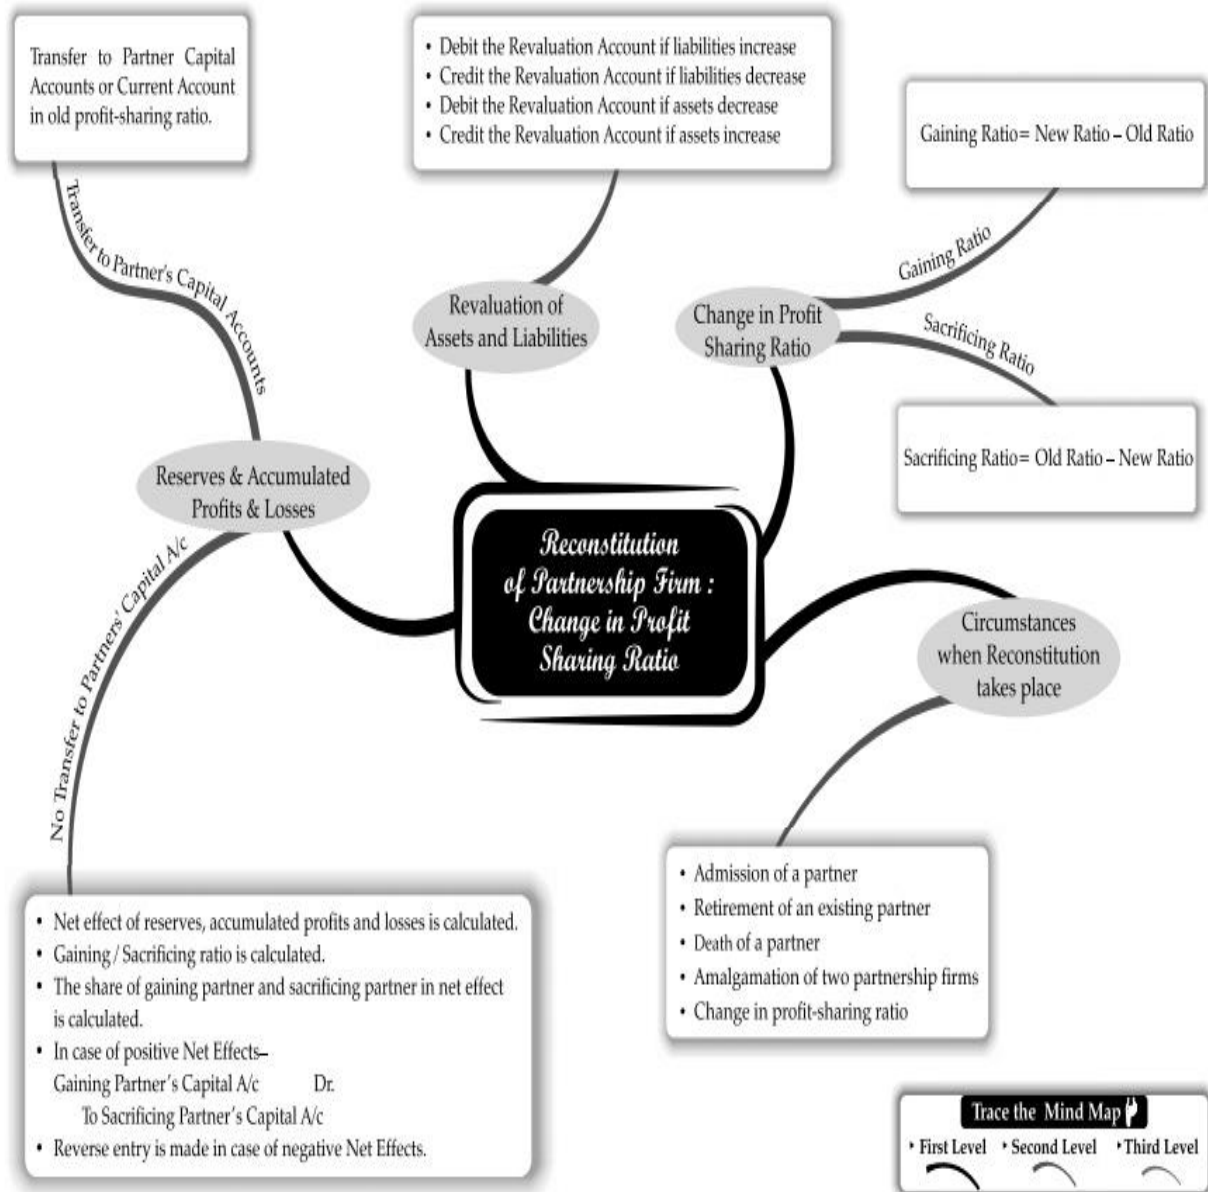 Transfer to Partner Capital
Accounts or Current Account
in old profit-sharing ratio.
• Debit the Revaluation Account if liabilities increase
• Credit the Revaluation Account if liabilities decrease
• Debit the Revaluation Account if assets decrease
• Credit the Revaluation Account if assets increase
Gaining Ratio= New Ratio – Old Ratio
Transfer to Partner's Capital Accounts
Gaining Ratio
Revaluation of
Assets and Liabilities
Change in Profit
Sharing Ratio
Sacrificing Ratio
Sacrificing Ratio= Old Ratio – New Ratio
Reserves & Accumulated
Profits & Losses
Reconstitution
of Partnership Firm :
Change in Profit
Sharing Ratio
No Transfer to Partners' Capital A/c
Circumstances
when Reconstitution
takes place
• Admission of a partner
• Retirement of an existing partner
• Death of a partner
• Amalgamation of two partnership firms
• Change in profit-sharing ratio
• Net effect of reserves, accumulated profits and losses is calculated.
• Gaining / Sacrificing ratio is calculated.
• The share of gaining partner and sacrificing partner in net effect
is calculated.
• In case of positive Net Effects–
Gaining Partner's Capital A/c Dr.
To Sacrificing Partner's Capital A/c
• Reverse entry is made in case of negative Net Effects.
Trace the Mind Map
First Level Second Level Third Level